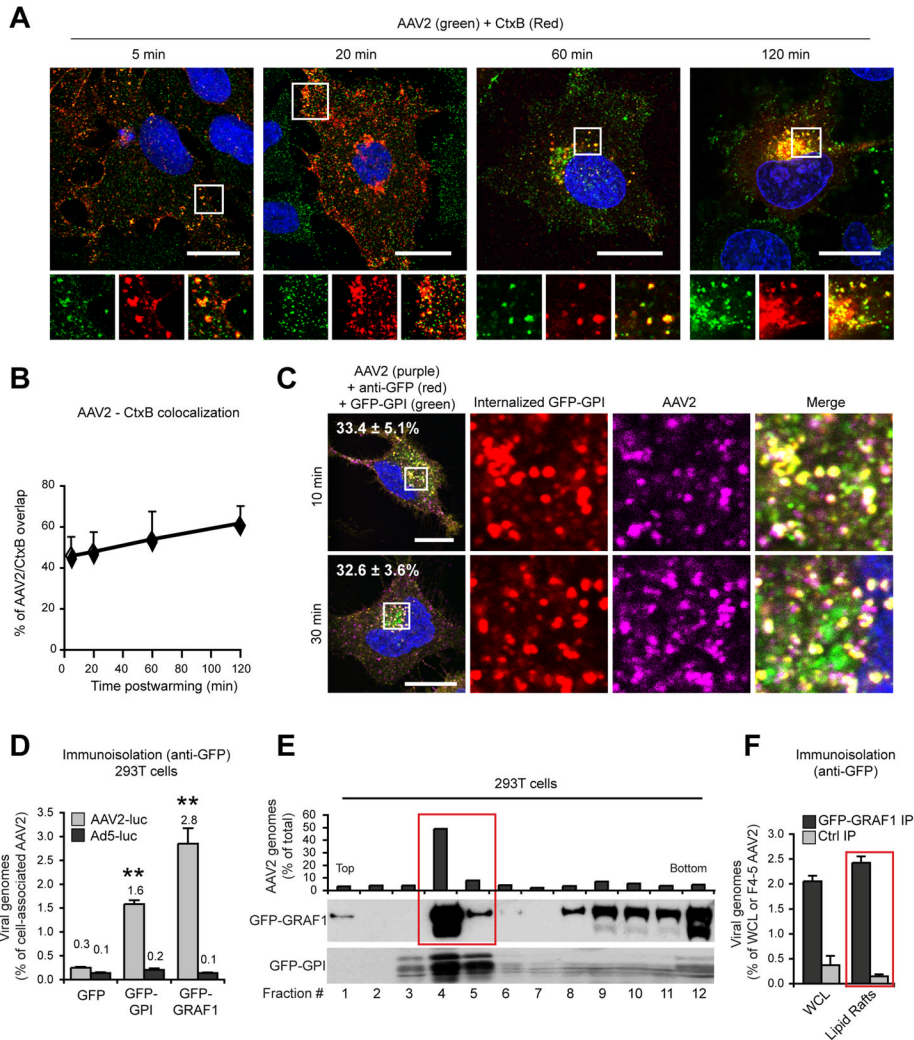 A
AAV2 (green) + CtxB (Red)
5 min
20 min
60 min
120 min
B
AAV2 - CtxB colocalization
% of AAV2/CtxB overlap
80
60
40
20
0
0 20 40 60 80 100 120
Time postwarming (min)
C
AAV2 (purple)
+ anti-GFP (red)
+ GFP-GPI (green)
Internalized GFP-GPI
AAV2
Merge
10 min
33.4 ± 5.1%
30 min
32.6 ± 3.6%
D
Immunoisolation (anti-GFP)
293T cells
Viral genomes
(% of cell-associated AAV2)
3.5
3.0
2.5
2.0
1.5
1.0
0.5
0.0
AAV2-luc
Ad5-luc
**
**
0.3
0.1
1.6
0.2
2.8
0.1
GFP
GFP-
GPI
GFP-
GRAF1
E
293T cells
AAV2 genomes
(% of total)
60
50
40
30
20
10
0
Top
Bottom
GFP-GRAF1
GFP-GPI
Fraction # 1 2 3 4 5 6 7 8 9 10 11 12
F
Immunoisolation
(anti-GFP)
GFP-GRAF1 IP
Ctrl IP
Viral genomes
(% of WCL or F4-5 AAV2)
3.0
2.5
2.0
1.5
1.0
0.5
0.0
WCL
Lipid Rafts